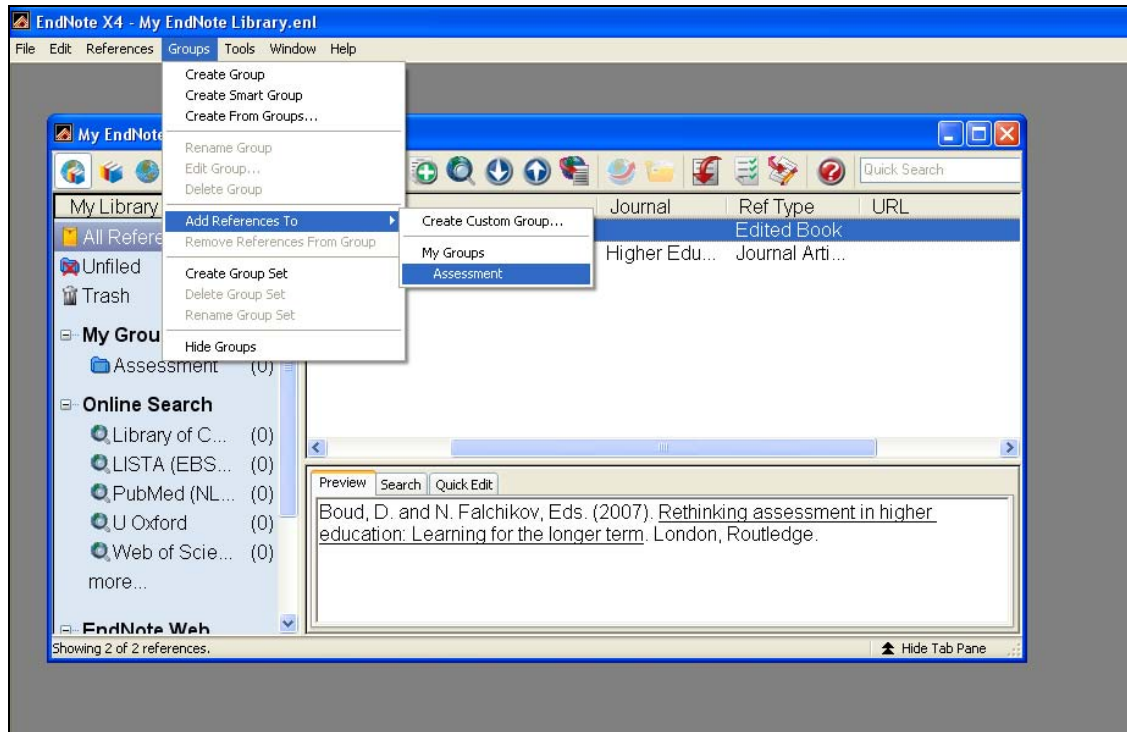 EndNote X4 - My EndNote Library.enl
File Edit References Groups Tools Window Help
Create Group
Create Smart Group
Create From Groups...
Rename Group
Edit Group...
Delete Group
Add References To
Remove References From Group
Create Group Set
Delete Group Set
Rename Group Set
Hide Groups
Create Custom Group...
My Groups
Assessment
My EndNote
Quick Search
My Library
Journal Ref Type URL
All Refere
Edited Book
Unfiled
Higher Edu... Journal Arti...
Trash
My Grou
Assessment (0)
Online Search
Library of C... (0)
LISTA (EBS... (0)
PubMed (NL... (0)
U Oxford (0)
Web of Scie... (0)
more...
EndNote Web
Preview Search Quick Edit
Boud, D. and N. Falchikov, Eds. (2007). Rethinking assessment in higher
education: Learning for the longer term. London, Routledge.
Showing 2 of 2 references.
Hide Tab Pane